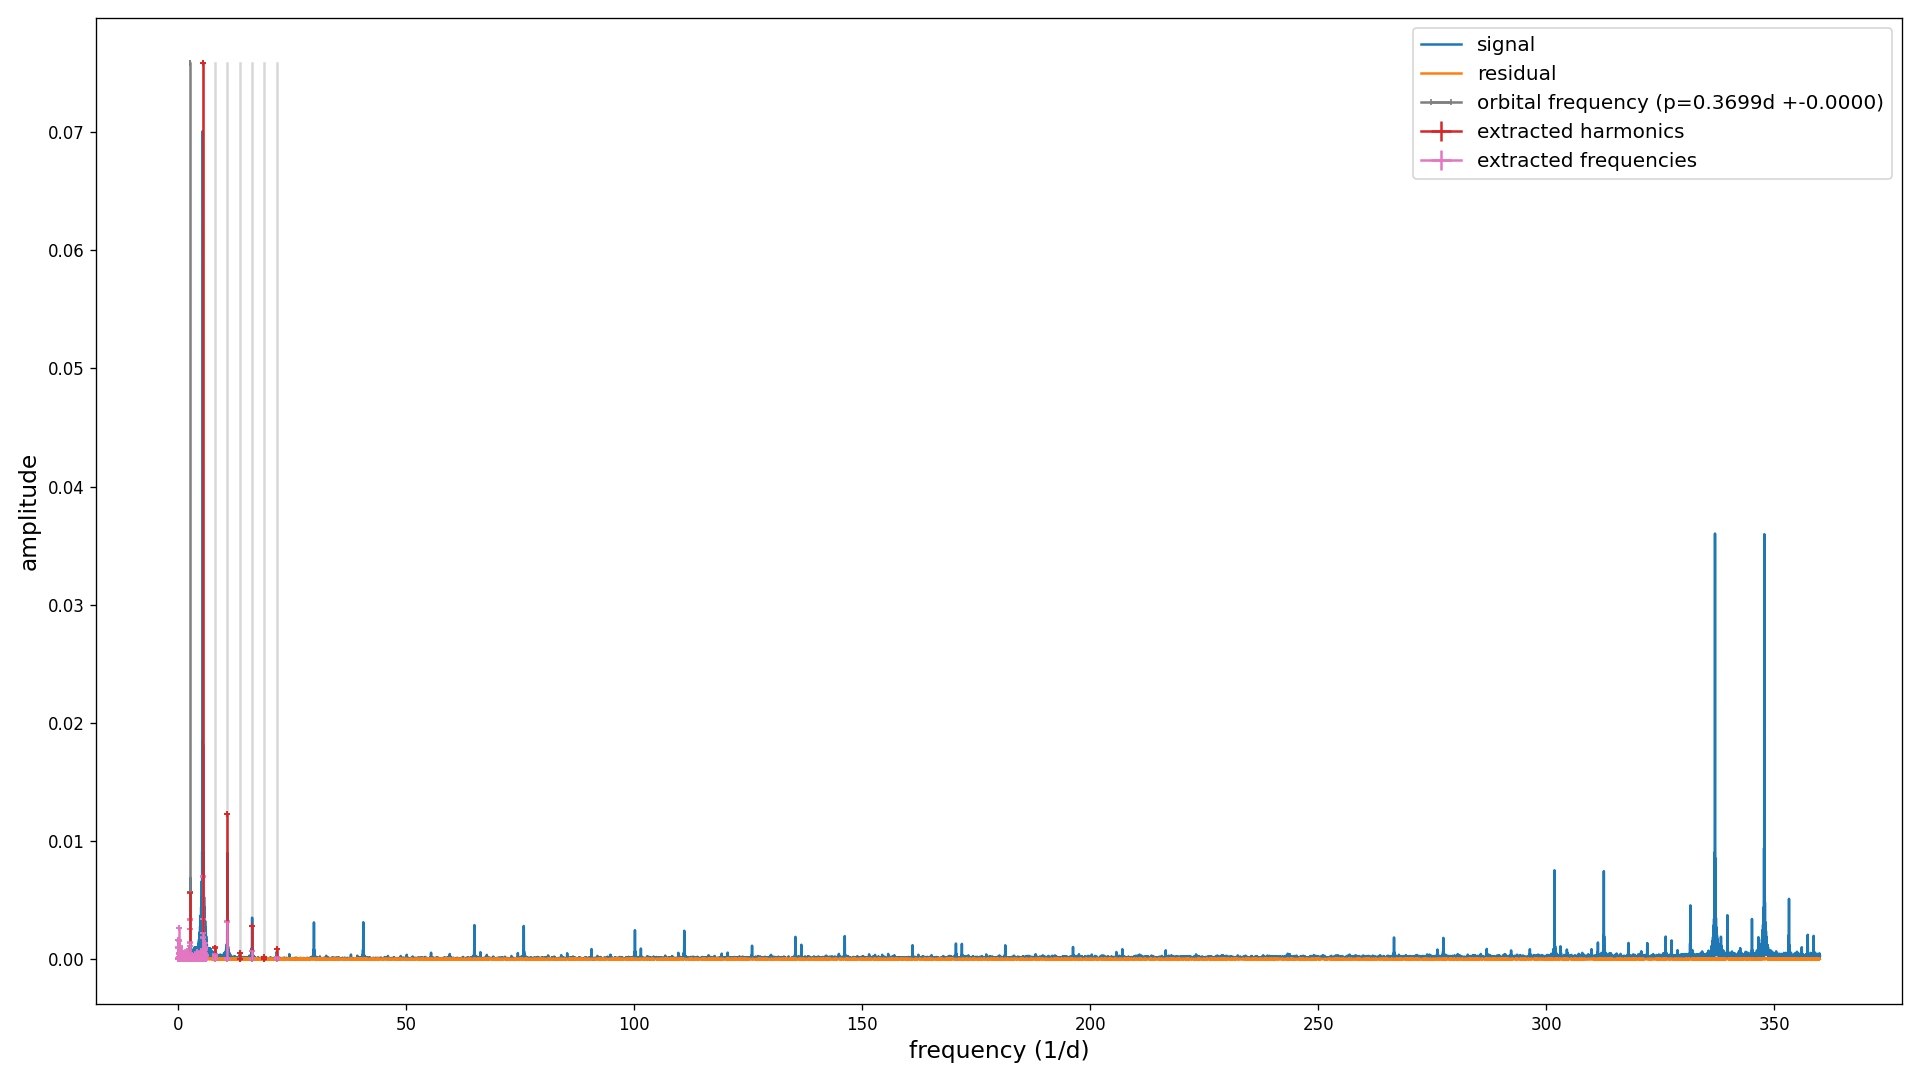 signal
residual
orbital frequency (p=0.3699d +-0.0000)
extracted harmonics
extracted frequencies
amplitude
0.07
0.06
0.05
0.04
0.03
0.02
0.01
0.00
0 50 100 150 200 250 300 350
frequency (1/d)